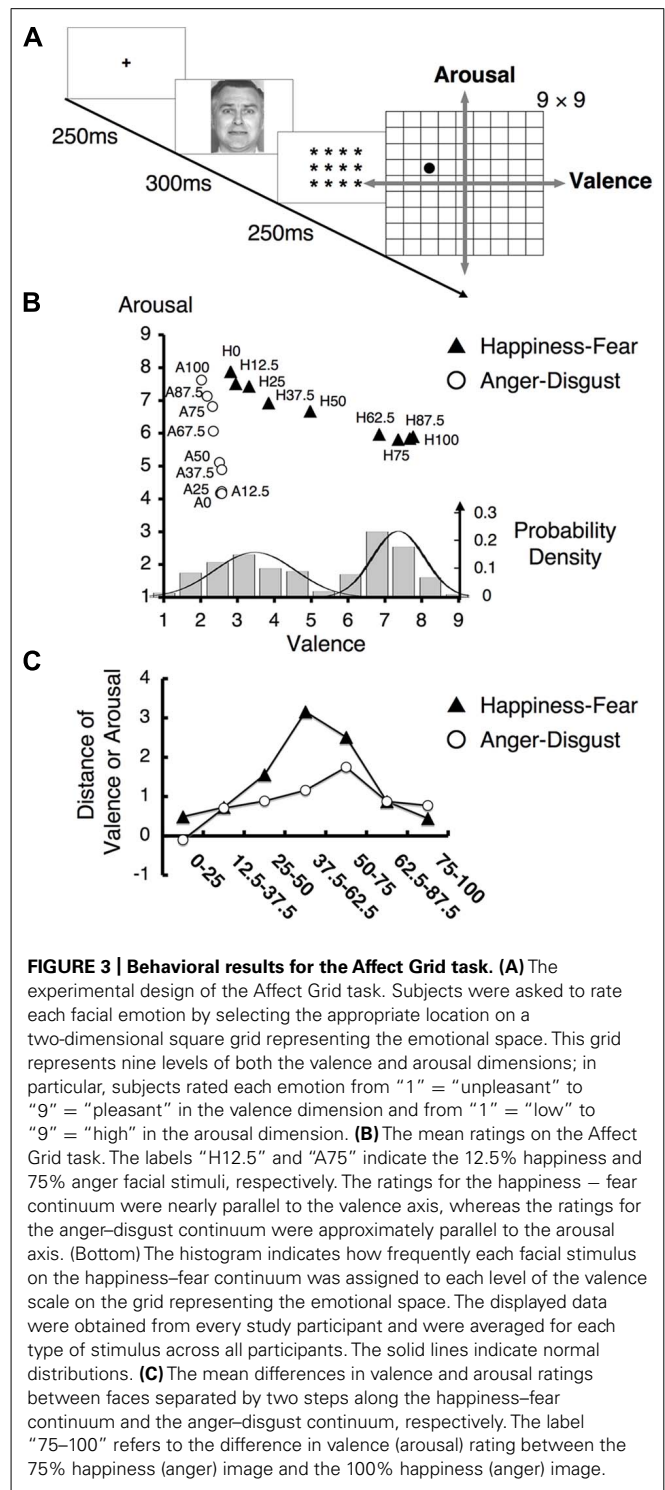 A
+
250ms
300ms
* * * *
* * * *
* * * *
250ms
Arousal
9 × 9
Valence
B
Arousal
9
8
7
6
5
4
3
2
1
H0
H12.5
H25
H37.5
H50
H62.5
H87.5
H100
H75
A100
A87.5
A75
A67.5
A50
A37.5
A25
A12.5
A0
Happiness-Fear
Anger-Disgust
0.3
0.2
0.1
0
Probability
Density
1 2 3 4 5 6 7 8 9
Valence
C
Distance of
Valence or Arousal
4
3
2
1
0
-1
Happiness-Fear
Anger-Disgust
0-25
12.5-37.5
25-50
37.5-62.5
50-75
62.5-87.5
75-100
FIGURE 3 | Behavioral results for the Affect Grid task. (A) The
experimental design of the Affect Grid task. Subjects were asked to rate
each facial emotion by selecting the appropriate location on a
two-dimensional square grid representing the emotional space. This grid
represents nine levels of both the valence and arousal dimensions; in
particular, subjects rated each emotion from “1” = “unpleasant” to
“9” = “pleasant” in the valence dimension and from “1” = “low” to
“9” = “high” in the arousal dimension. (B) The mean ratings on the Affect
Grid task. The labels “H12.5” and “A75” indicate the 12.5% happiness and
75% anger facial stimuli, respectively. The ratings for the happiness − fear
continuum were nearly parallel to the valence axis, whereas the ratings for
the anger–disgust continuum were approximately parallel to the arousal
axis. (Bottom) The histogram indicates how frequently each facial stimulus
on the happiness–fear continuum was assigned to each level of the valence
scale on the grid representing the emotional space. The displayed data
were obtained from every study participant and were averaged for each
type of stimulus across all participants. The solid lines indicate normal
distributions. (C) The mean differences in valence and arousal ratings
between faces separated by two steps along the happiness–fear
continuum and the anger–disgust continuum, respectively. The label
“75–100” refers to the difference in valence (arousal) rating between the
75% happiness (anger) image and the 100% happiness (anger) image.